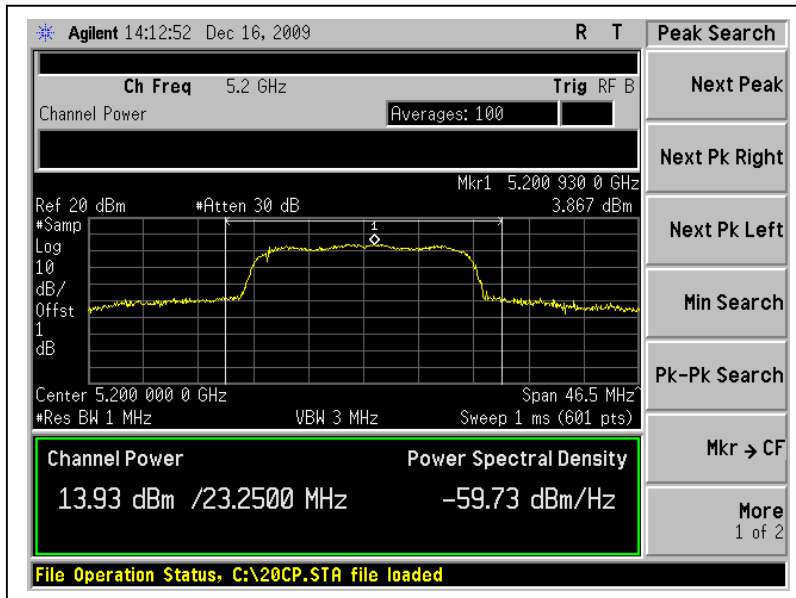 Agilent 14:12:52 Dec 16, 2009 R T
Peak Search
Ch Freq 5.2 GHz Trig RF B
Channel Power Averages: 100
Next Peak
Next Pk Right
Mkr1 5.200 930 0 GHz
Ref 20 dBm #Atten 30 dB 3.867 dBm
#Samp
Log
10
dB/
Offst
1
dB
1
Next Pk Left
Min Search
Pk-Pk Search
Center 5.200 000 0 GHz Span 46.5 MHz^
#Res BW 1 MHz VBW 3 MHz Sweep 1 ms (601 pts)
Channel Power Power Spectral Density
13.93 dBm /23.2500 MHz -59.73 dBm/Hz
Mkr → CF
More
1 of 2
File Operation Status, C:\20CP.STA file loaded